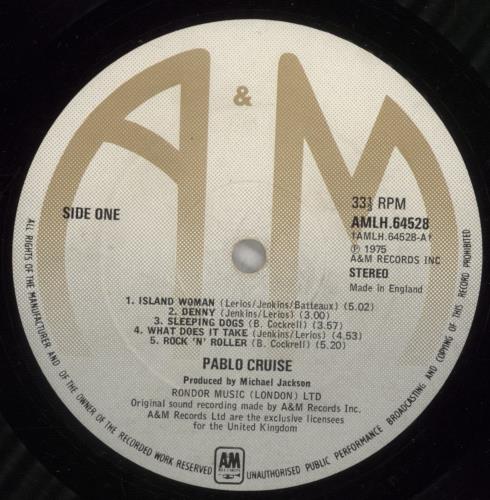 A & M
SIDE ONE
33⅓ RPM
AMLH.64528
(AMLH.64528-A)
℗ 1975
A&M RECORDS INC
STEREO
Made in England
1. ISLAND WOMAN (Lerios/Jenkins/Batteaux) (5.02)
2. DENNY (Jenkins/Lerios) (3.00)
3. SLEEPING DOGS (B. Cockrell) (3.57)
4. WHAT DOES IT TAKE (Jenkins/Lerios) (4.53)
5. ROCK 'N' ROLLER (B. Cockrell) (5.20)
PABLO CRUISE
Produced by Michael Jackson
RONDOR MUSIC (LONDON) LTD
Original sound recording made by A&M Records Inc.
A&M Records Ltd are the exclusive licensees
for the United Kingdom
ALL RIGHTS OF THE MANUFACTURER AND OF THE OWNER OF THE RECORDED WORK RESERVED
UNAUTHORISED PUBLIC PERFORMANCE BROADCASTING AND COPYING OF THIS RECORD PROHIBITED
AM
RECORDS